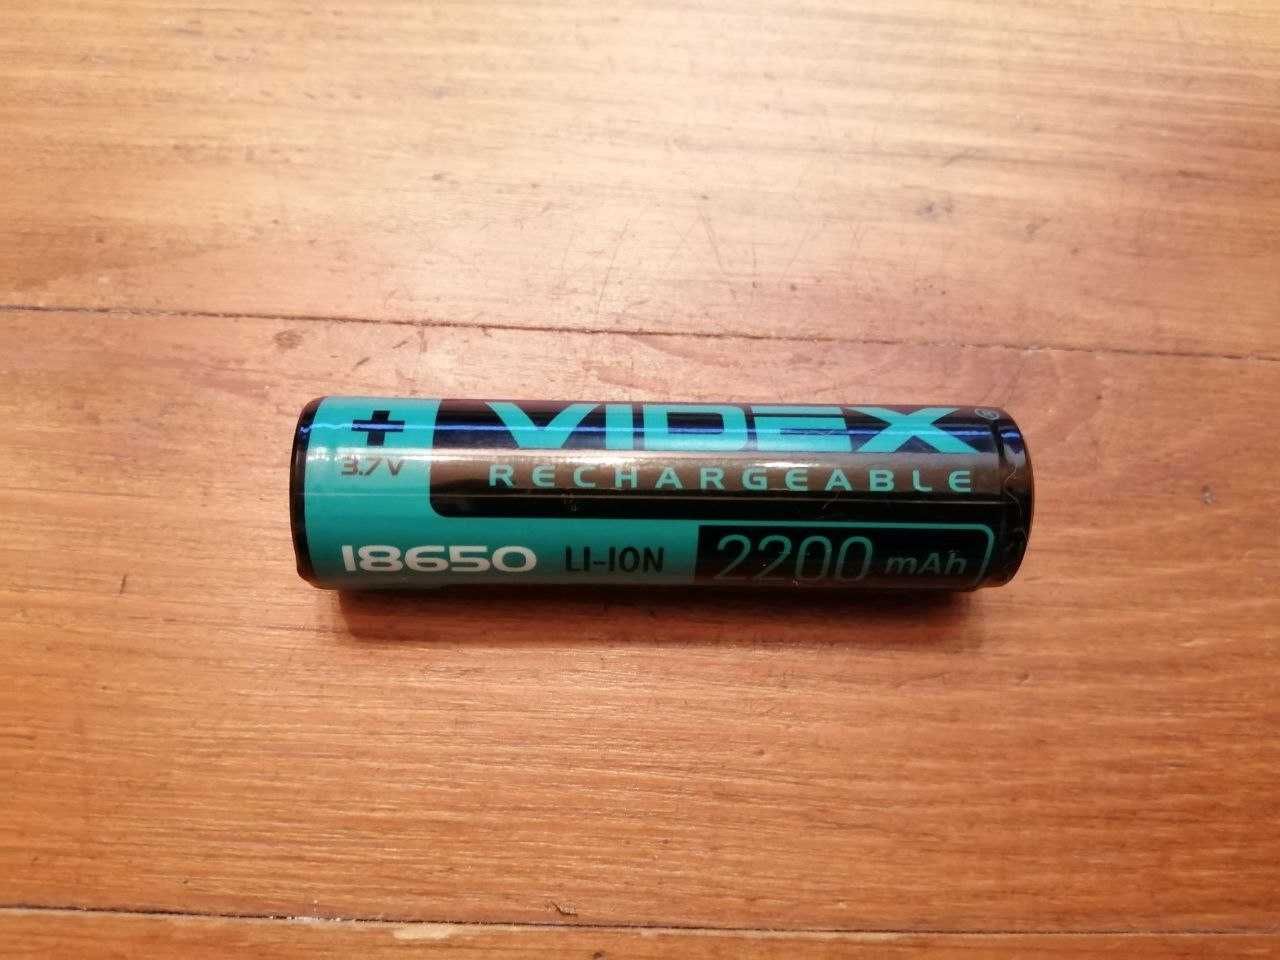 +
VIDEX®
3.7V
RECHARGEABLE
18650 LI-ION 2200 mAh